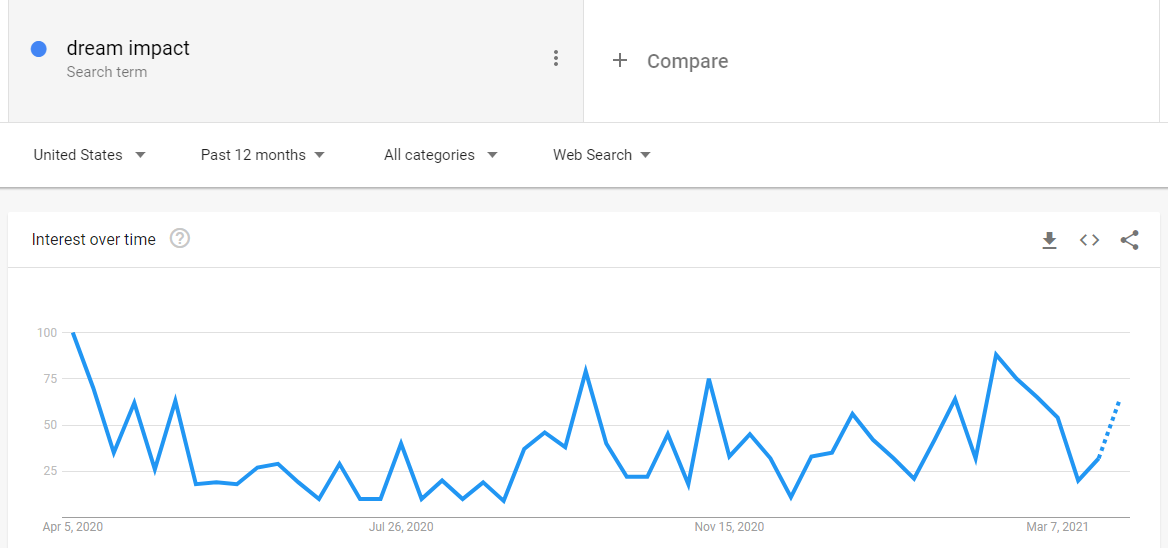 dream impact
Search term
+ Compare
United States
Past 12 months
All categories
Web Search
Interest over time
?
100
75
50
25
Apr 5, 2020
Jul 26, 2020
Nov 15, 2020
Mar 7, 2021